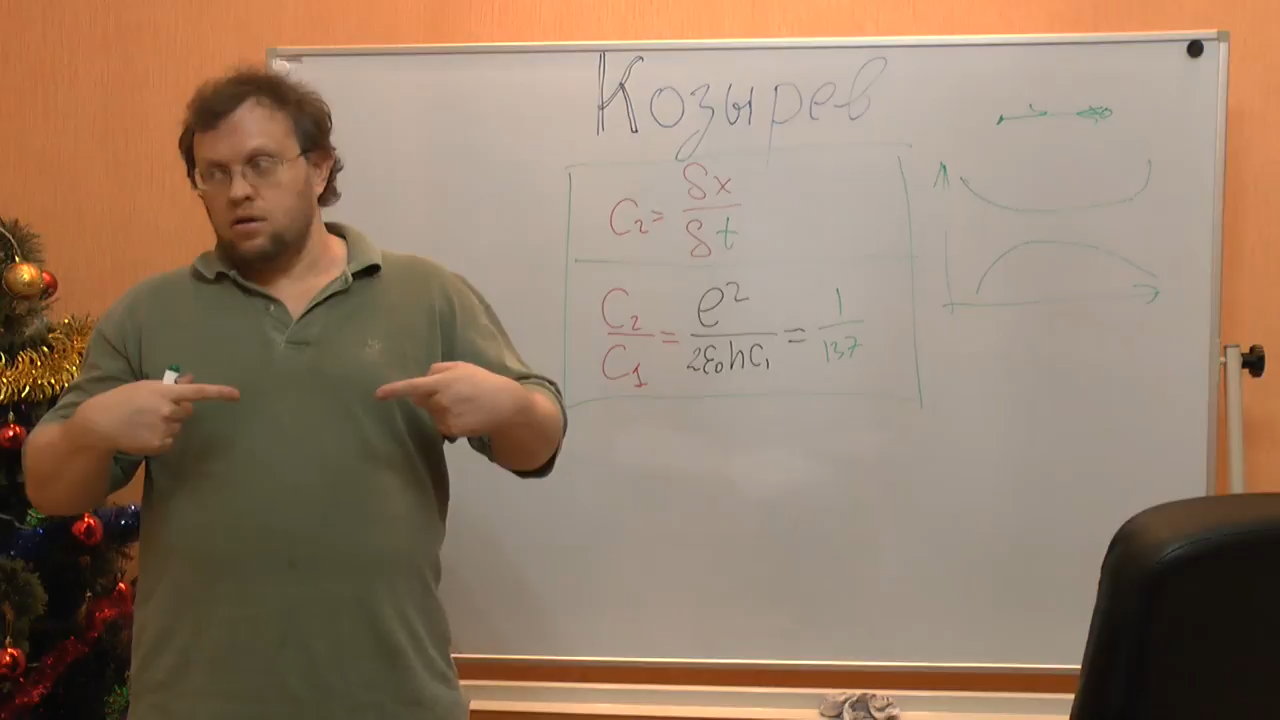 Козырев
C₂ = δx / δt
C₂ / C₁ = e² / 2ε₀hC₁ = 1 / 137